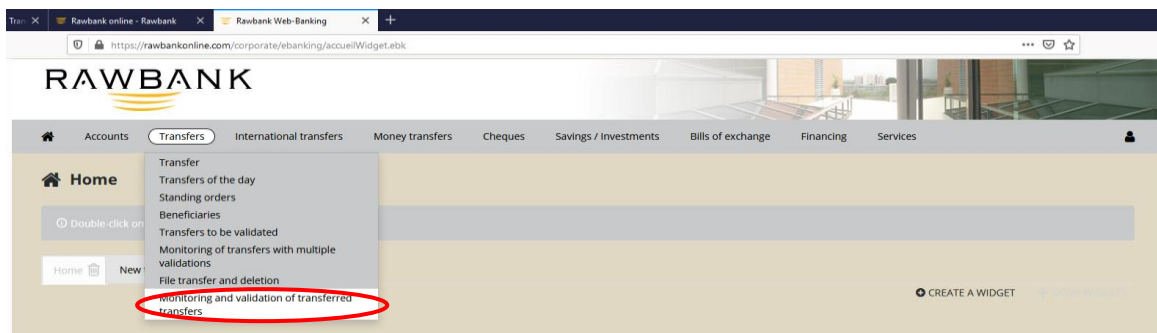 Tran
Rawbank online - Rawbank
Rawbank Web-Banking
https://rawbankonline.com/corporate/ebanking/accueilWidget.ebk
RAWBANK
Accounts Transfers International transfers Money transfers Cheques Savings / Investments Bills of exchange Financing Services
Home
Transfer
Transfers of the day
Standing orders
Beneficiaries
Transfers to be validated
Monitoring of transfers with multiple
validations
File transfer and deletion
Monitoring and validation of transferred
transfers
Double-click on
Home New
CREATE A WIDGET